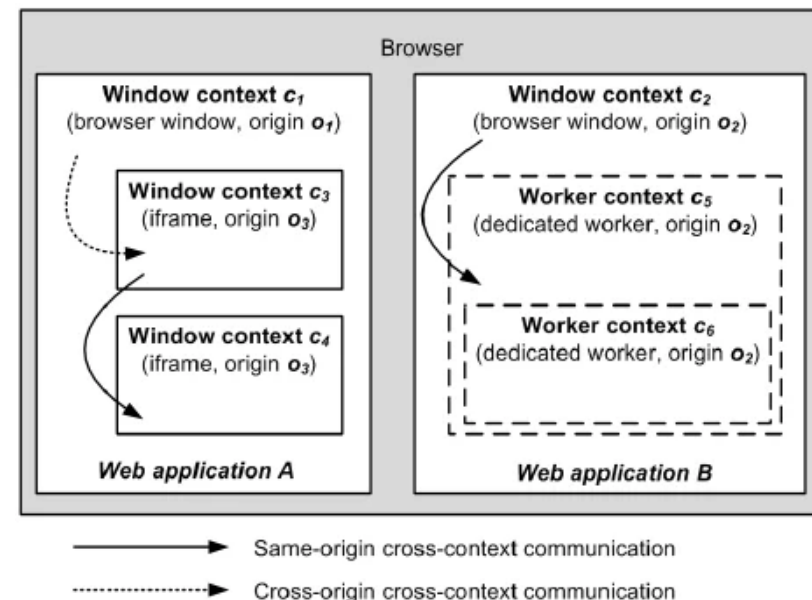 Browser
Window context c₁
(browser window, origin o₁)
Window context c₃
(iframe, origin o₃)
Window context c₄
(iframe, origin o₃)
Web application A
Window context c₂
(browser window, origin o₂)
Worker context c₅
(dedicated worker, origin o₂)
Worker context c₆
(dedicated worker, origin o₂)
Web application B
Same-origin cross-context communication
Cross-origin cross-context communication